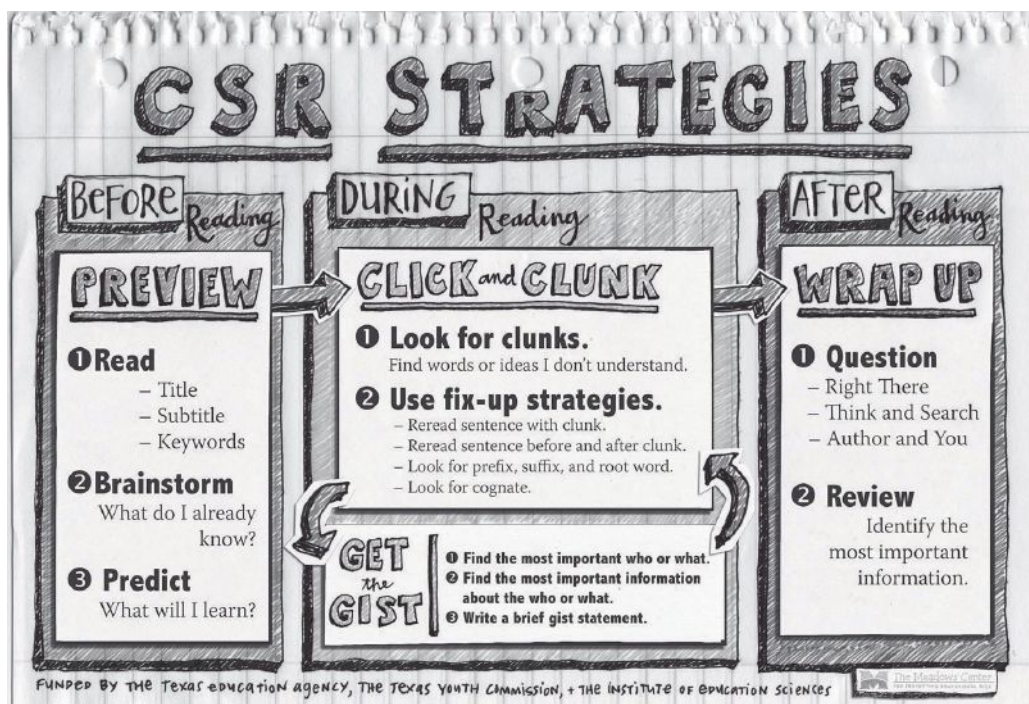 CSR STRATEGIES
BEFORE Reading
PREVIEW
❶ Read
– Title
– Subtitle
– Keywords
❷ Brainstorm
What do I already
know?
❸ Predict
What will I learn?
DURING Reading
CLICK and CLUNK
❶ Look for clunks.
Find words or ideas I don't understand.
❷ Use fix-up strategies.
– Reread sentence with clunk.
– Reread sentence before and after clunk.
– Look for prefix, suffix, and root word.
– Look for cognate.
GET
the
GIST
❶ Find the most important who or what.
❷ Find the most important information
about the who or what.
❸ Write a brief gist statement.
AFTER Reading
WRAP UP
❶ Question
– Right There
– Think and Search
– Author and You
❷ Review
Identify the
most important
information.
FUNDED BY THE TEXAS EDUCATION AGENCY, THE TEXAS YOUTH COMMISSION, + THE INSTITUTE OF EDUCATION SCIENCES
The Meadows Center